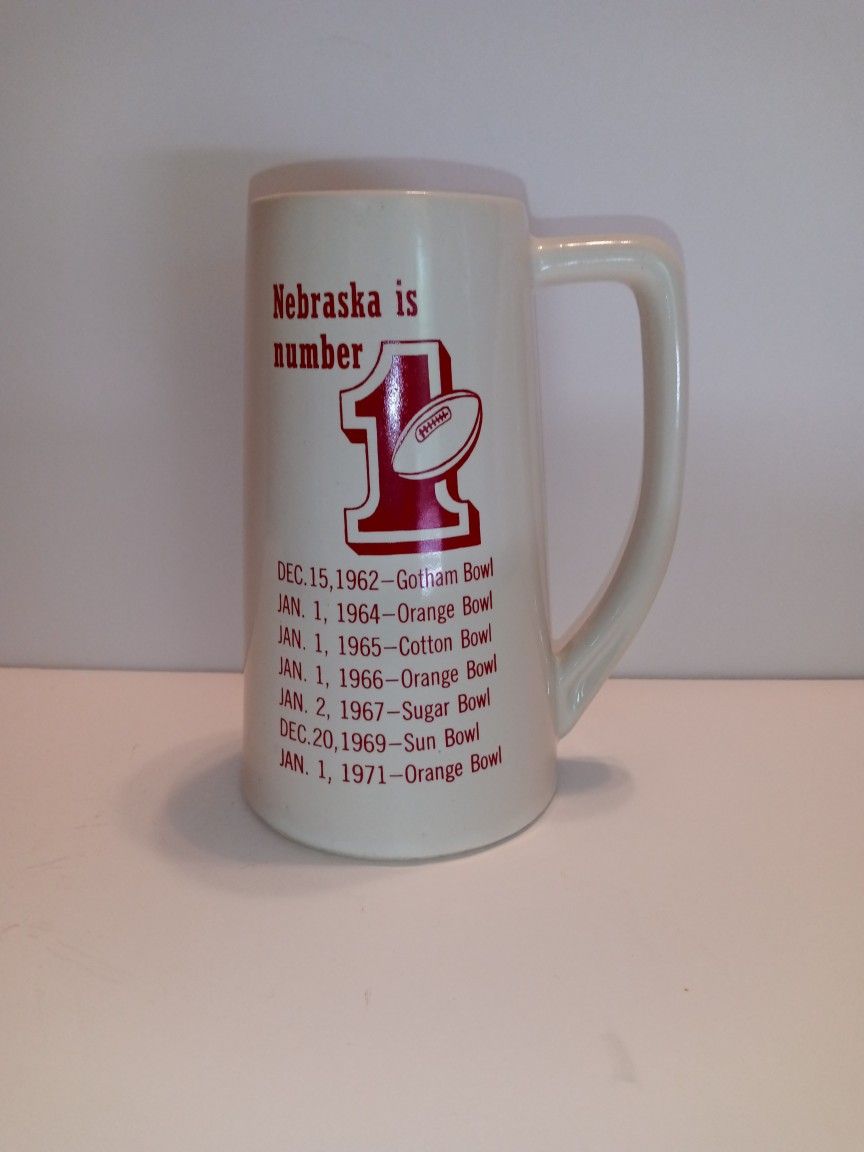 Nebraska is
number 1
DEC.15,1962–Gotham Bowl
JAN. 1, 1964–Orange Bowl
JAN. 1, 1965–Cotton Bowl
JAN. 1, 1966–Orange Bowl
JAN. 2, 1967–Sugar Bowl
DEC.20,1969–Sun Bowl
JAN. 1, 1971–Orange Bowl